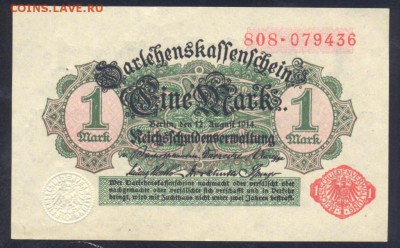 КОINS.LAVE.RU
808·079436
Darlehenskassenschein
1 Eine Mark. 1
Mark Mark
Berlin, den 12. August 1914.
Reichsschuldenverwaltung
Wer Darlehenskassenscheine nachmacht oder verfälscht oder
nachgemachte oder verfälschte sich verschafft und in Verkehr
bringt, wird mit Zuchthaus nicht unter zwei Jahren bestraft.